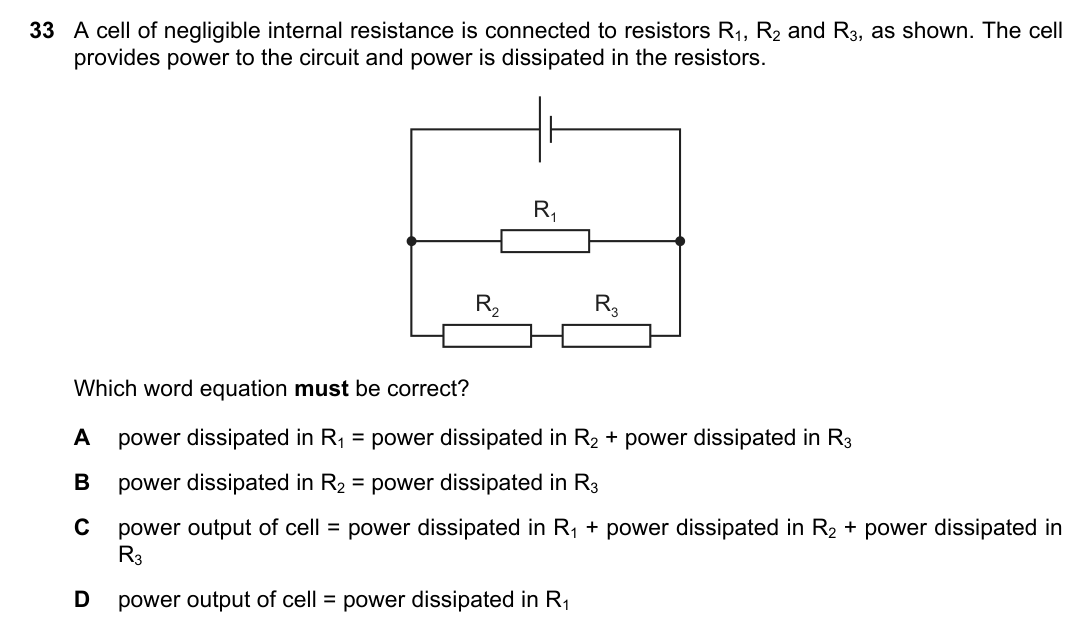 33 A cell of negligible internal resistance is connected to resistors R₁, R₂ and R₃, as shown. The cell
provides power to the circuit and power is dissipated in the resistors.
R₁
R₂ R₃
Which word equation must be correct?
A power dissipated in R₁ = power dissipated in R₂ + power dissipated in R₃
B power dissipated in R₂ = power dissipated in R₃
C power output of cell = power dissipated in R₁ + power dissipated in R₂ + power dissipated in
R₃
D power output of cell = power dissipated in R₁